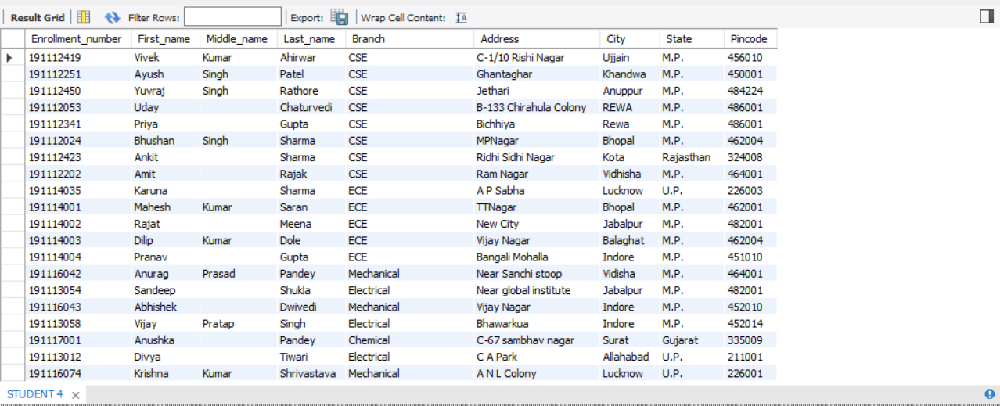 Result Grid Filter Rows: Export: Wrap Cell Content: IA
Enrollment_number First_name Middle_name Last_name Branch Address City State Pincode
191112419 Vivek Kumar Ahirwar CSE C-1/10 Rishi Nagar Ujjain M.P. 456010
191112251 Ayush Singh Patel CSE Ghantaghar Khandwa M.P. 450001
191112450 Yuvraj Singh Rathore CSE Jethari Anuppur M.P. 484224
191112053 Uday Chaturvedi CSE B-133 Chirahula Colony REWA M.P. 486001
191112341 Priya Gupta CSE Bichhiya Rewa M.P. 486001
191112024 Bhushan Singh Sharma CSE MPNagar Bhopal M.P. 462004
191112423 Ankit Sharma CSE Ridhi Sidhi Nagar Kota Rajasthan 324008
191112202 Amit Rajak CSE Ram Nagar Vidhisha M.P. 464001
191114035 Karuna Sharma ECE A P Sabha Lucknow U.P. 226003
191114001 Mahesh Kumar Saran ECE TTNagar Bhopal M.P. 462001
191114002 Rajat Meena ECE New City Jabalpur M.P. 482001
191114003 Dilip Kumar Dole ECE Vijay Nagar Balaghat M.P. 462004
191114004 Pranav Gupta ECE Bangali Mohalla Indore M.P. 451010
191116042 Anurag Prasad Pandey Mechanical Near Sanchi stoop Vidisha M.P. 464001
191113054 Sandeep Shukla Electrical Near global institute Jabalpur M.P. 482001
191116043 Abhishek Dwivedi Mechanical Vijay Nagar Indore M.P. 452010
191113058 Vijay Pratap Singh Electrical Bhawarkua Indore M.P. 452014
191117001 Anushka Pandey Chemical C-67 sambhav nagar Surat Gujarat 335009
191113012 Divya Tiwari Electrical C A Park Allahabad U.P. 211001
191116074 Krishna Kumar Shrivastava Mechanical A N L Colony Lucknow U.P. 226001
STUDENT 4